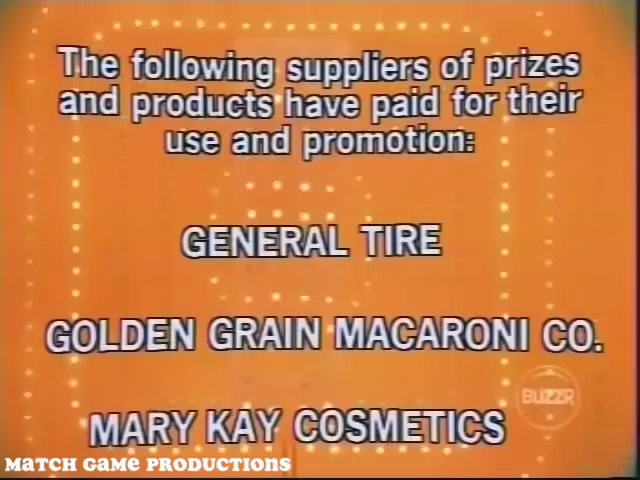 The following suppliers of prizes
and products have paid for their
use and promotion:
GENERAL TIRE
GOLDEN GRAIN MACARONI CO.
BUZZR
MARY KAY COSMETICS
MATCH GAME PRODUCTIONS